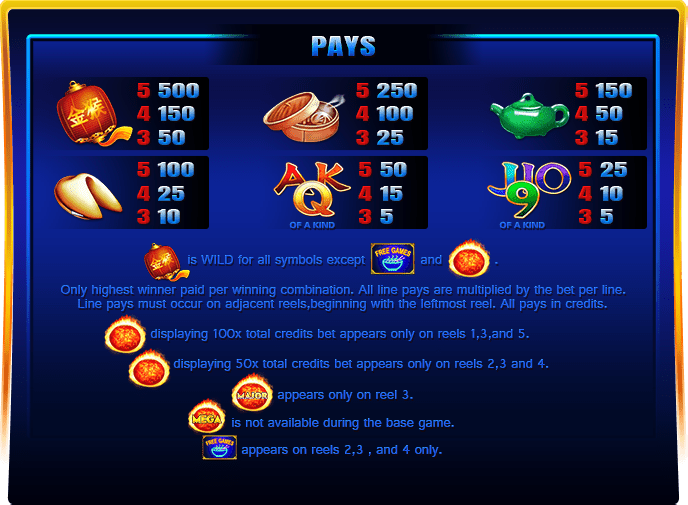 PAYS
金猴 5 500 5 250 5 150
4 150 4 100 4 50
3 50 3 25 3 15
5 100 AKQ 5 50 J10 9 5 25
4 25 4 15 4 10
3 10 3 5 3 5
OF A KIND OF A KIND
is WILD for all symbols except FREE GAMES and .
Only highest winner paid per winning combination. All line pays are multiplied by the bet per line.
Line pays must occur on adjacent reels,beginning with the leftmost reel. All pays in credits.
displaying 100x total credits bet appears only on reels 1,3,and 5.
displaying 50x total credits bet appears only on reels 2,3 and 4.
MAJOR appears only on reel 3.
MEGA is not available during the base game.
FREE GAMES appears on reels 2,3 , and 4 only.